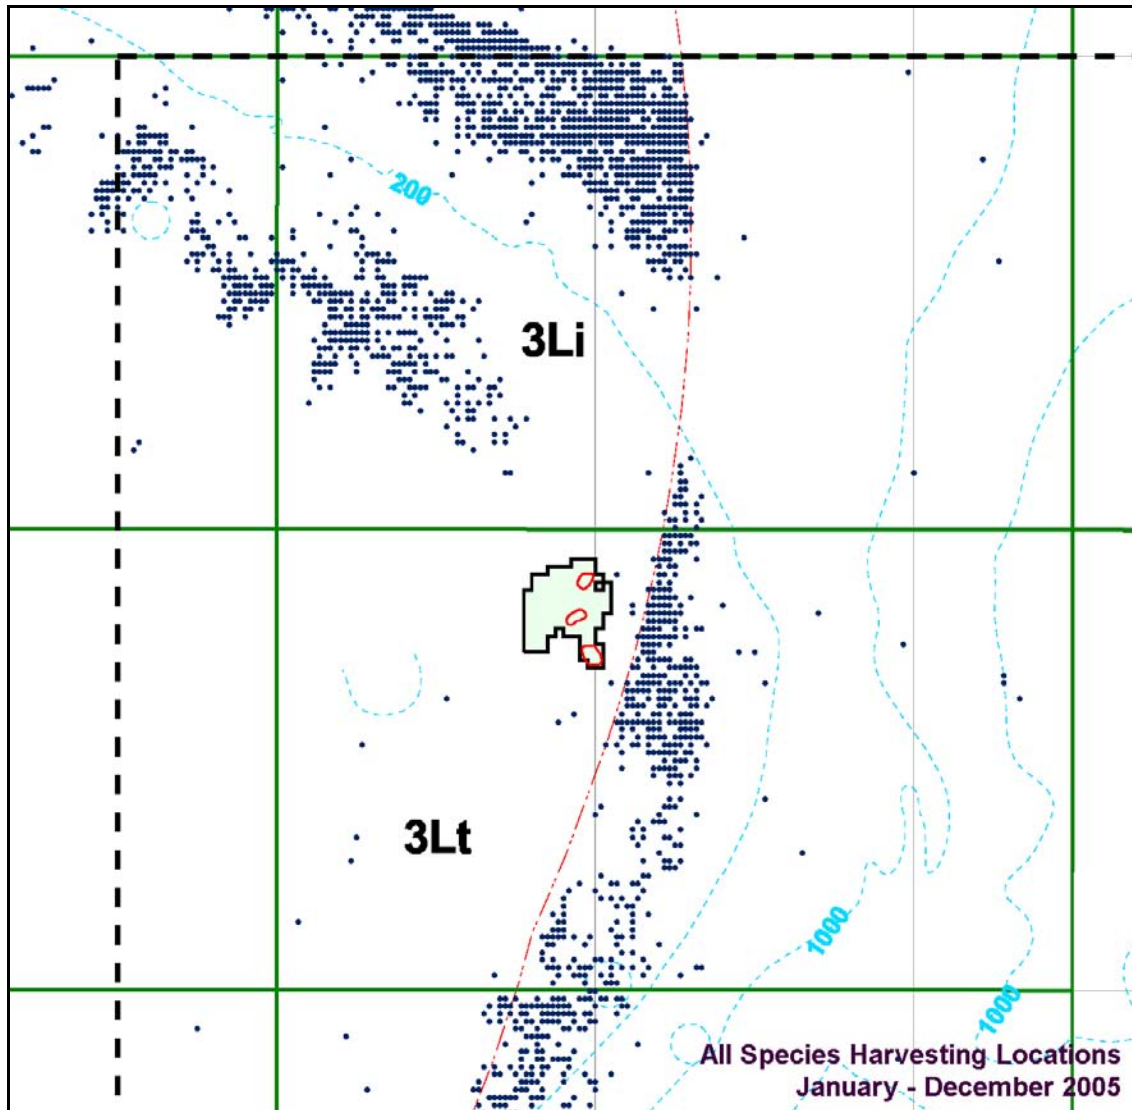 200
3Li
3Lt
1000
1000
All Species Harvesting Locations
January - December 2005